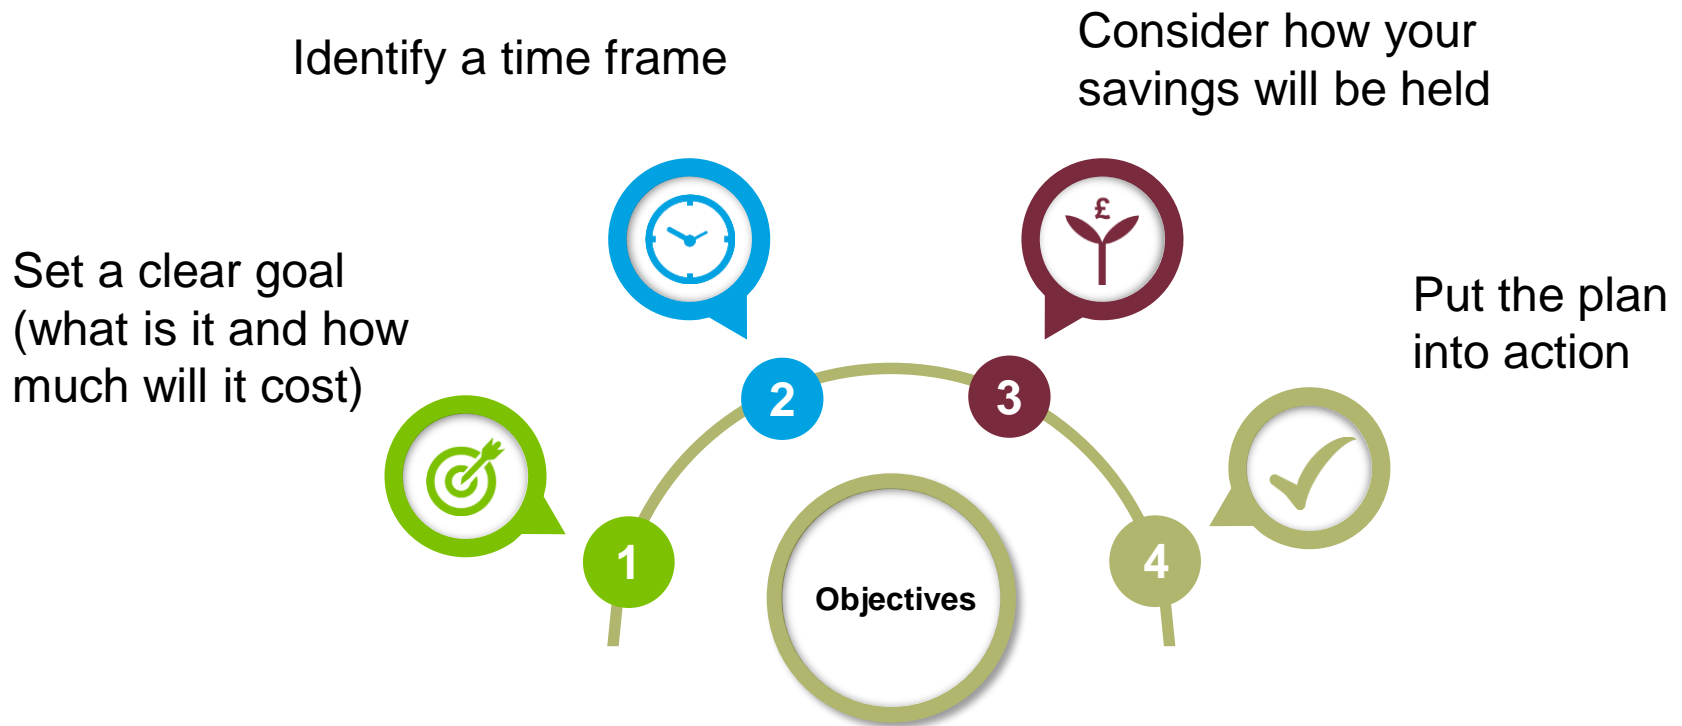 Identify a time frame
Consider how your
savings will be held
£
Set a clear goal
(what is it and how
much will it cost)
Put the plan
into action
2
3
1
4
Objectives